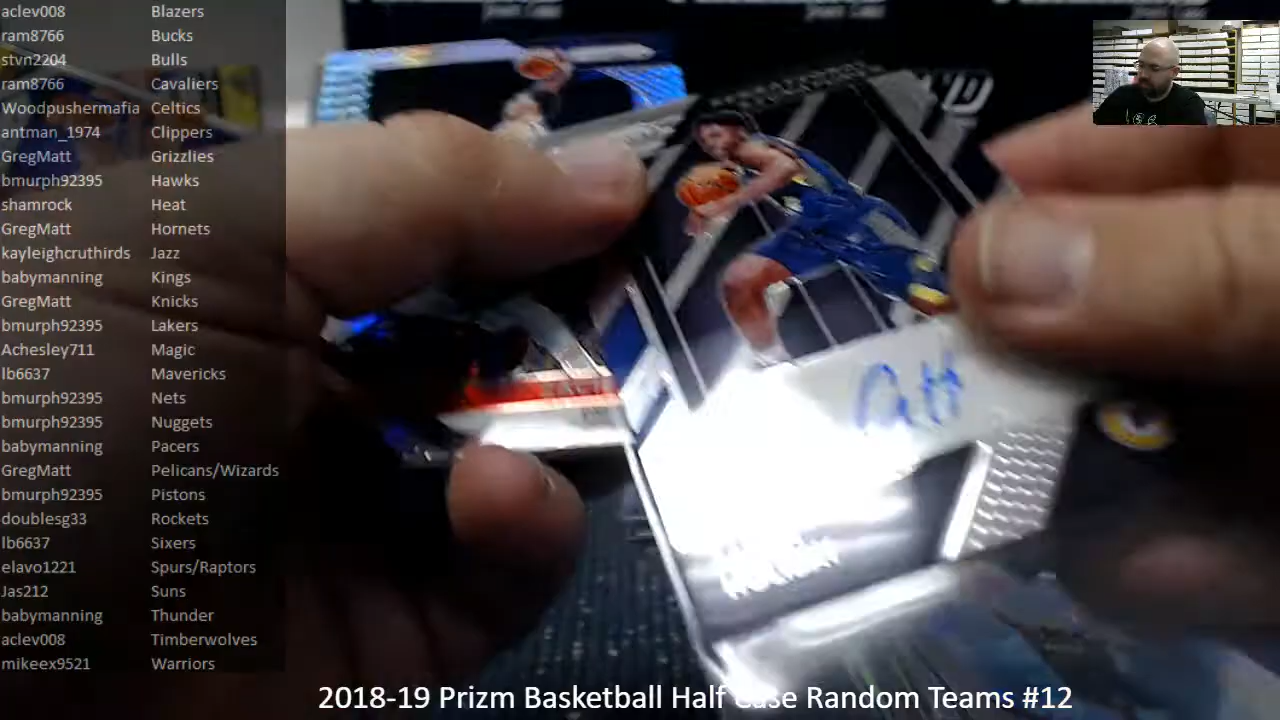 aclev008 Blazers
ram8766 Bucks
stvn2204 Bulls
ram8766 Cavaliers
Woodpushermafia Celtics
antman_1974 Clippers
GregMatt Grizzlies
bmurph92395 Hawks
shamrock Heat
GregMatt Hornets
kayleighcruthirds Jazz
babymanning Kings
GregMatt Knicks
bmurph92395 Lakers
Achesley711 Magic
lb6637 Mavericks
bmurph92395 Nets
bmurph92395 Nuggets
babymanning Pacers
GregMatt Pelicans/Wizards
bmurph92395 Pistons
doublesg33 Rockets
lb6637 Sixers
elavo1221 Spurs/Raptors
Jas212 Suns
babymanning Thunder
aclev008 Timberwolves
mikeex9521 Warriors
2018-19 Prizm Basketball Half Case Random Teams #12